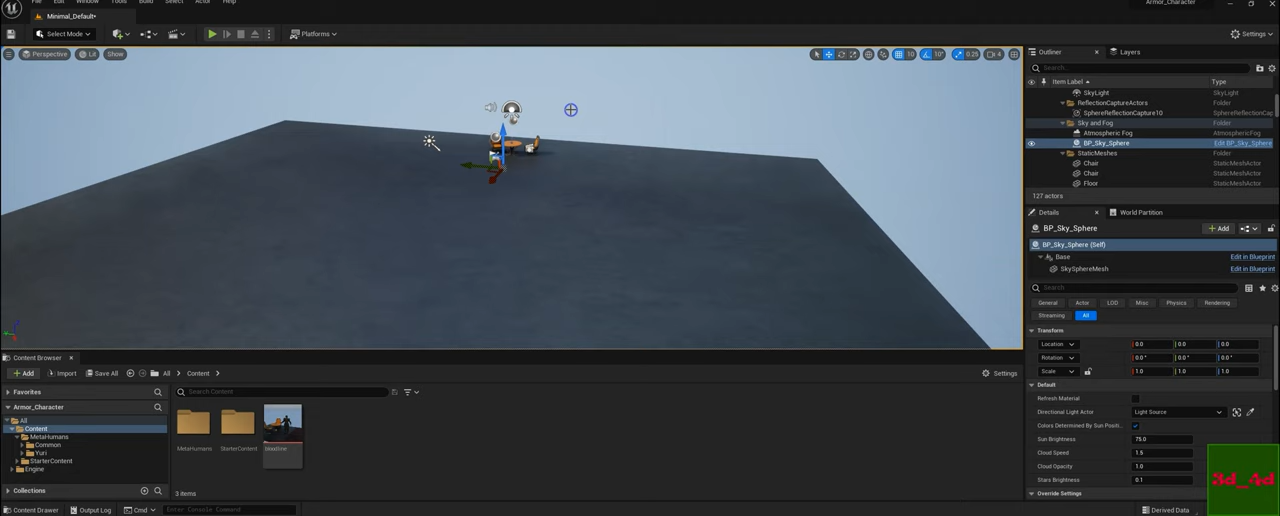 File Edit Window Tools Build Select Actor Help
Armor_Character
Minimal_Default*
Select Mode
Platforms
Settings
Perspective
Lit
Show
10
10°
0.25
4
Outliner
Layers
Search...
Item Label
Type
SkyLight
SkyLight
ReflectionCaptureActors
Folder
SphereReflectionCapture10
SphereReflectionCap
Sky and Fog
Folder
Atmospheric Fog
AtmosphericFog
BP_Sky_Sphere
Edit BP_Sky_Sphere
StaticMeshes
Folder
Chair
StaticMeshActor
Chair
StaticMeshActor
Floor
StaticMeshActor
127 actors
Details
World Partition
BP_Sky_Sphere
Add
BP_Sky_Sphere (Self)
Base
Edit in Blueprint
SkySphereMesh
Edit in Blueprint
Search
General
Actor
LOD
Misc
Physics
Rendering
Streaming
All
Transform
Location
0.0
0.0
0.0
Rotation
0.0°
0.0°
0.0°
Scale
1.0
1.0
1.0
Default
Refresh Material
Directional Light Actor
Light Source
Colors Determined By Sun Positi...
Sun Brightness
75.0
Cloud Speed
1.5
Cloud Opacity
1.0
Stars Brightness
0.1
Override Settings
3d_4d
Derived Data
Content Browser
Add
Import
Save All
All
Content
Settings
Favorites
Search Content
Armor_Character
All
Content
MetaHumans
Common
Yuri
StarterContent
Engine
MetaHumans
StarterContent
Collections
3 items
Content Drawer
Output Log
Cmd
Enter Console Command